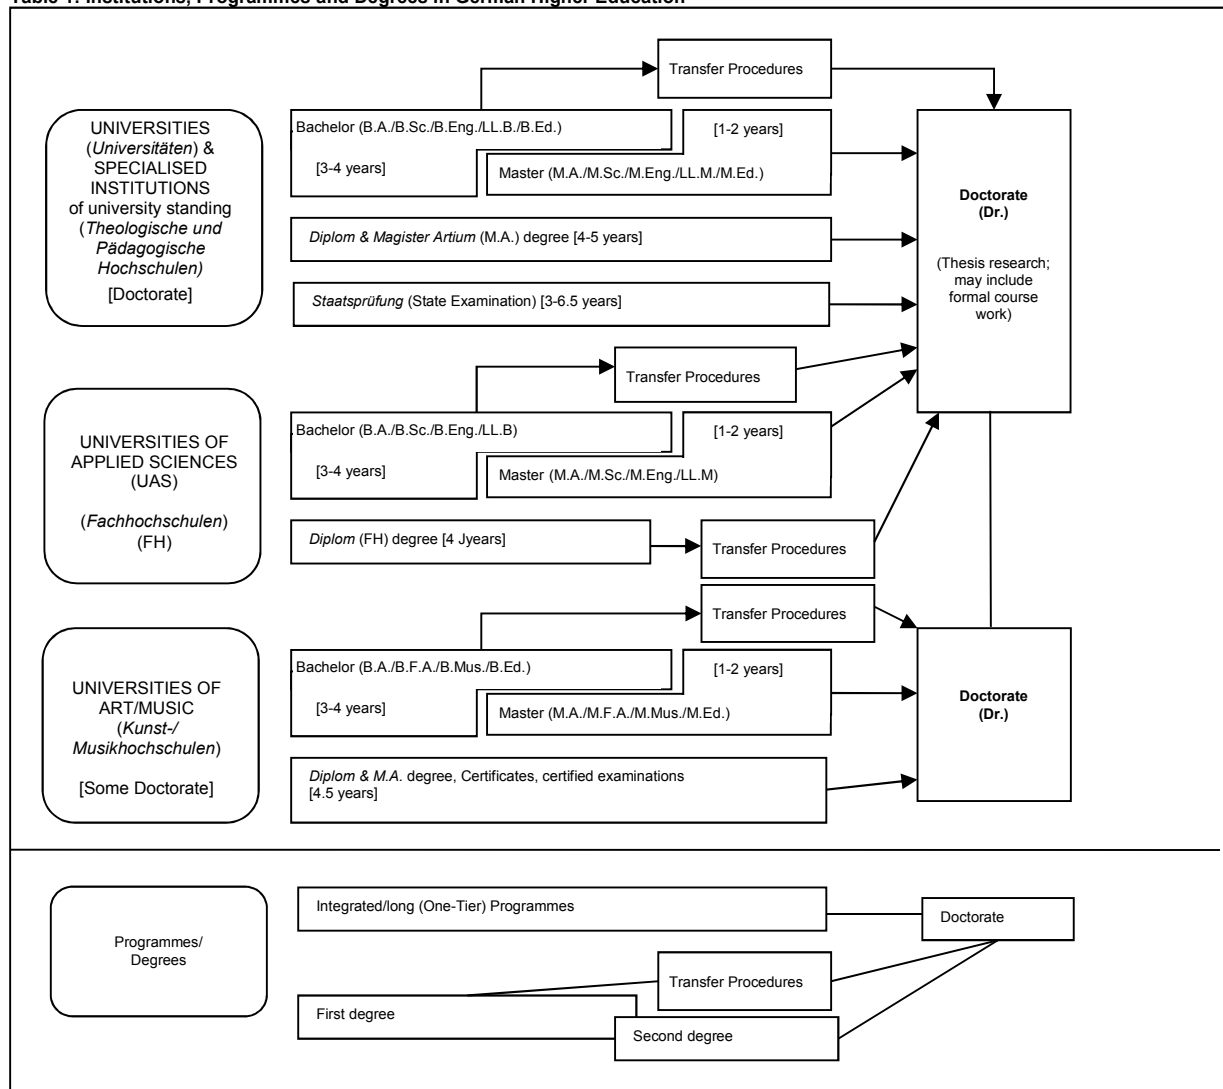 Table 1: Institutions, Programmes and Degrees in German Higher Education
Transfer Procedures
UNIVERSITIES
(Universitäten) &
SPECIALISED
INSTITUTIONS
of university standing
(Theologische und
Pädagogische
Hochschulen)
[Doctorate]
Bachelor (B.A./B.Sc./B.Eng./LL.B./B.Ed.)
[3-4 years]
[1-2 years]
Master (M.A./M.Sc./M.Eng./LL.M./M.Ed.)
Diplom & Magister Artium (M.A.) degree [4-5 years]
Staatsprüfung (State Examination) [3-6.5 years]
Doctorate
(Dr.)
(Thesis research;
may include
formal course
work)
Transfer Procedures
UNIVERSITIES OF
APPLIED SCIENCES
(UAS)
(Fachhochschulen)
(FH)
Bachelor (B.A./B.Sc./B.Eng./LL.B)
[3-4 years]
[1-2 years]
Master (M.A./M.Sc./M.Eng./LL.M)
Diplom (FH) degree [4 Jyears]
Transfer Procedures
Transfer Procedures
UNIVERSITIES OF
ART/MUSIC
(Kunst-/
Musikhochschulen)
[Some Doctorate]
Bachelor (B.A./B.F.A./B.Mus./B.Ed.)
[3-4 years]
[1-2 years]
Master (M.A./M.F.A./M.Mus./M.Ed.)
Diplom & M.A. degree, Certificates, certified examinations
[4.5 years]
Doctorate
(Dr.)
Programmes/
Degrees
Integrated/long (One-Tier) Programmes
Doctorate
Transfer Procedures
First degree
Second degree